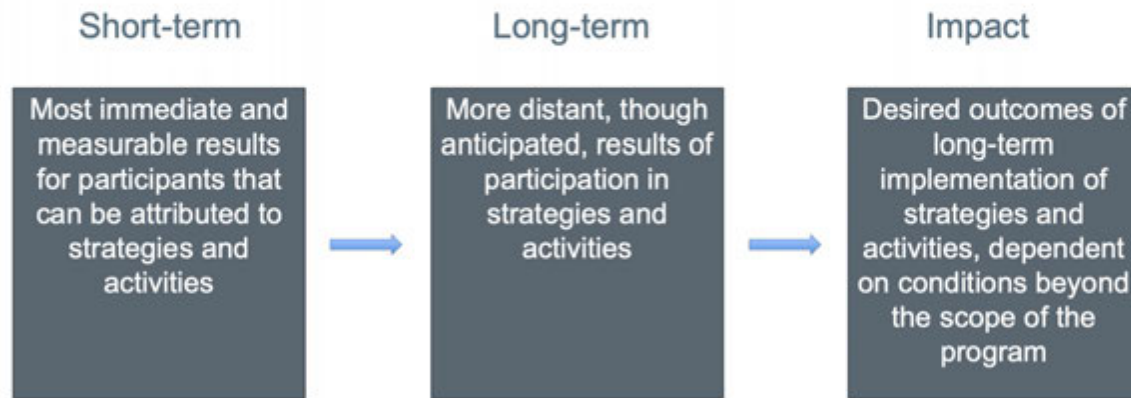 Short-term
Long-term
Impact
Most immediate and
measurable results
for participants that
can be attributed to
strategies and
activities
More distant, though
anticipated, results of
participation in
strategies and
activities
Desired outcomes of
long-term
implementation of
strategies and
activities, dependent
on conditions beyond
the scope of the
program